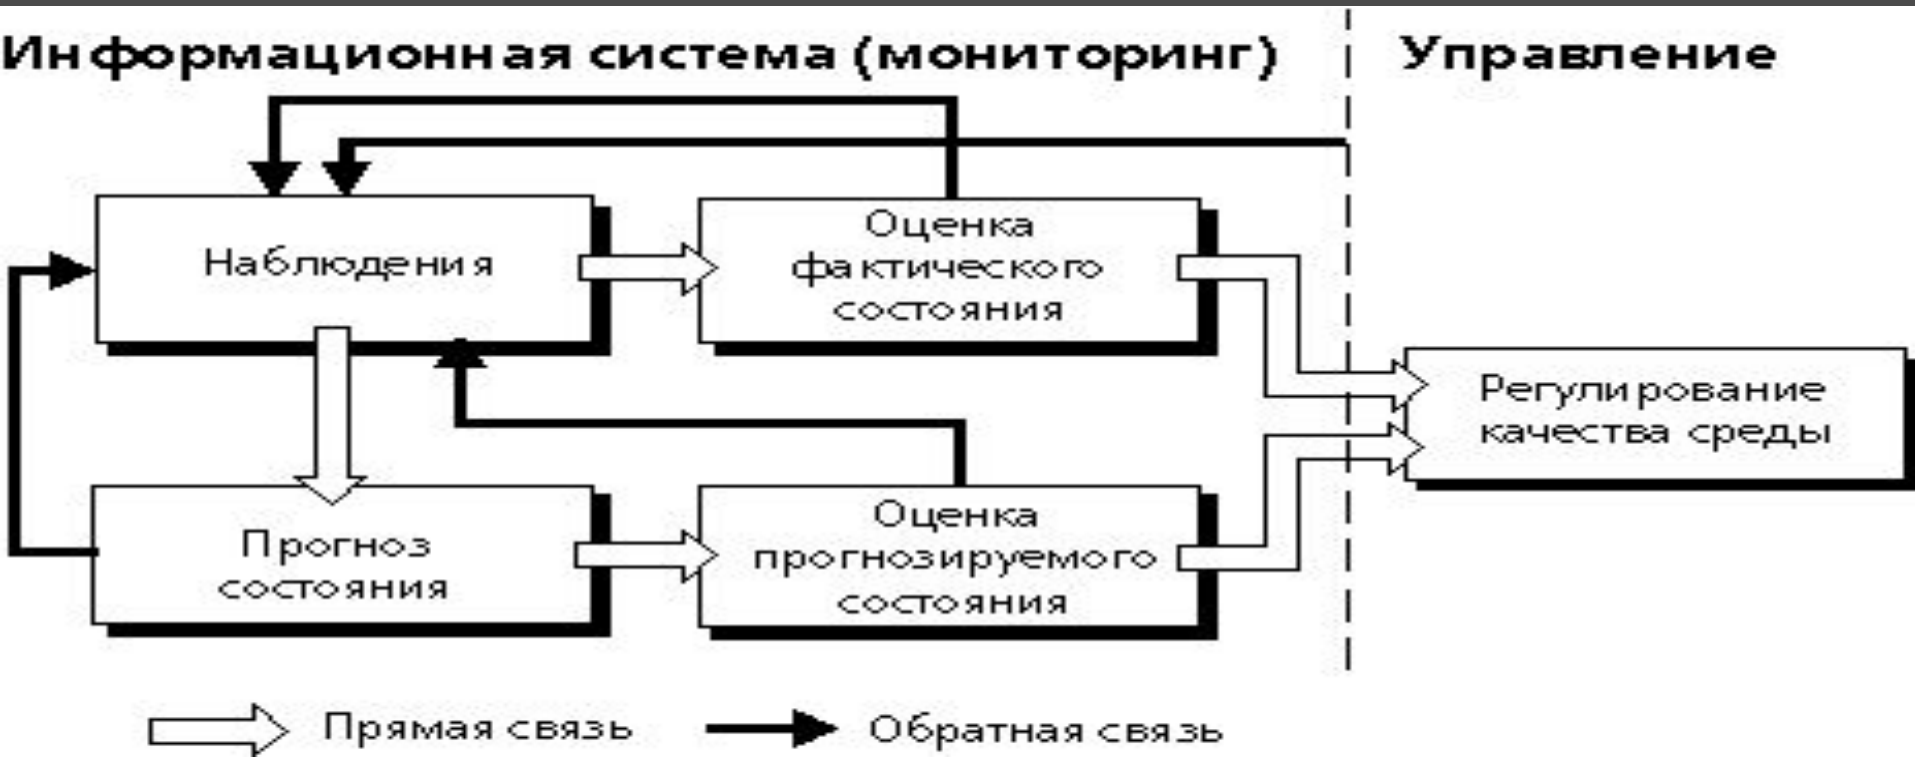 Информационная система (мониторинг)
Управление
Наблюдения
Оценка
фактического
состояния
Регулирование
качества среды
Прогноз
состояния
Оценка
прогнозируемого
состояния
Прямая связь
Обратная связь